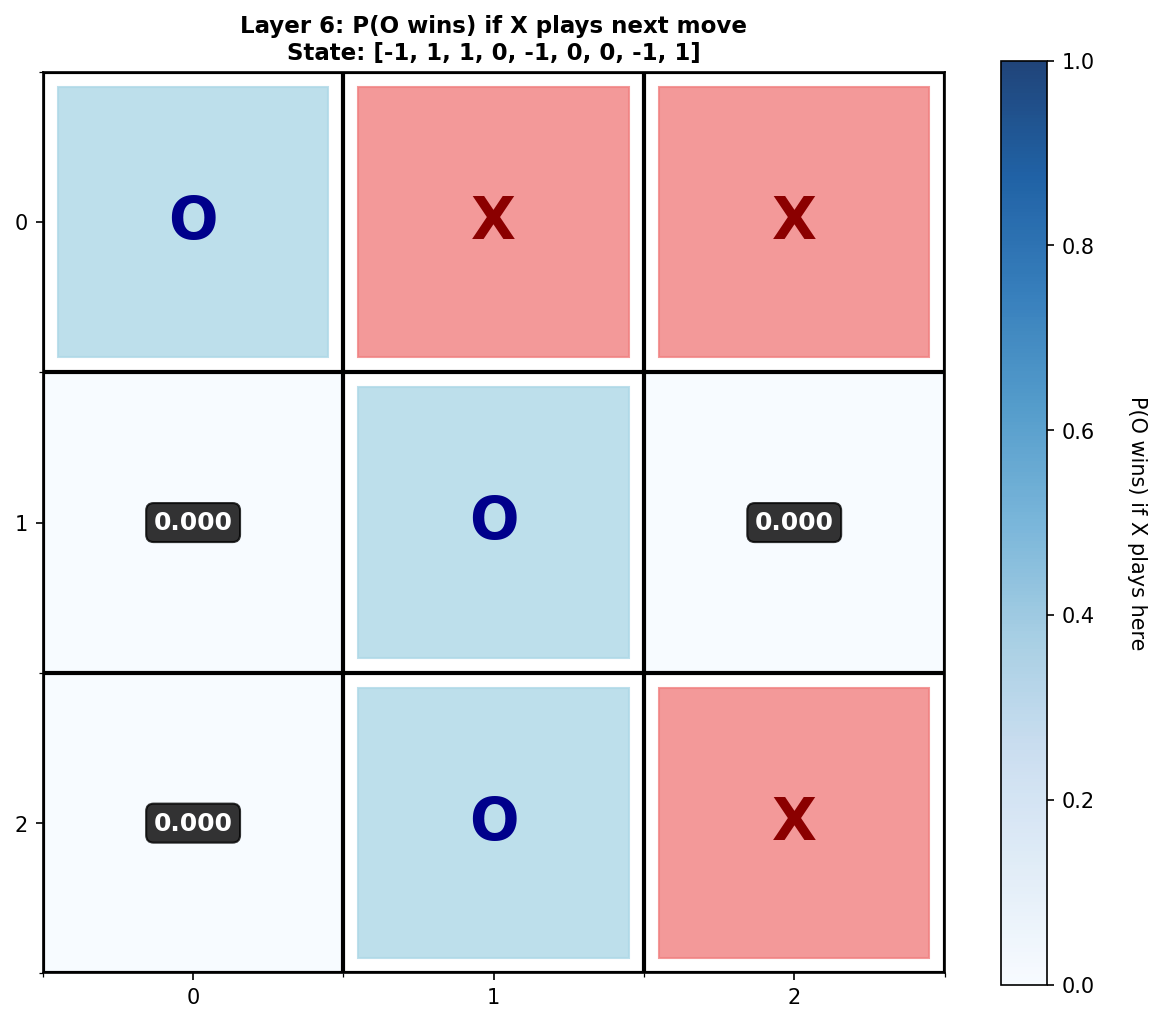 Layer 6: P(O wins) if X plays next move
State: [-1, 1, 1, 0, -1, 0, 0, -1, 1]
0
O
X
X
1
0.000
O
0.000
2
0.000
O
X
0
1
2
1.0
0.8
0.6
0.4
0.2
0.0
P(O wins) if X plays here